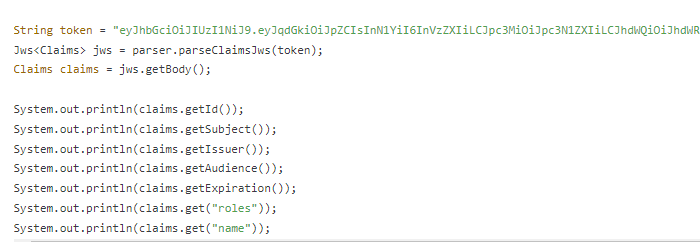 String token = "eyJhbGciOiJIUzI1NiJ9.eyJqdGkiOiJpZCIsInN1YiI6InVzZXIiLCJpc3MiOiJpc3N1ZXIiLCJhdWQiOiJhdWR
Jws<Claims> jws = parser.parseClaimsJws(token);
Claims claims = jws.getBody();
System.out.println(claims.getId());
System.out.println(claims.getSubject());
System.out.println(claims.getIssuer());
System.out.println(claims.getAudience());
System.out.println(claims.getExpiration());
System.out.println(claims.get("roles"));
System.out.println(claims.get("name"));